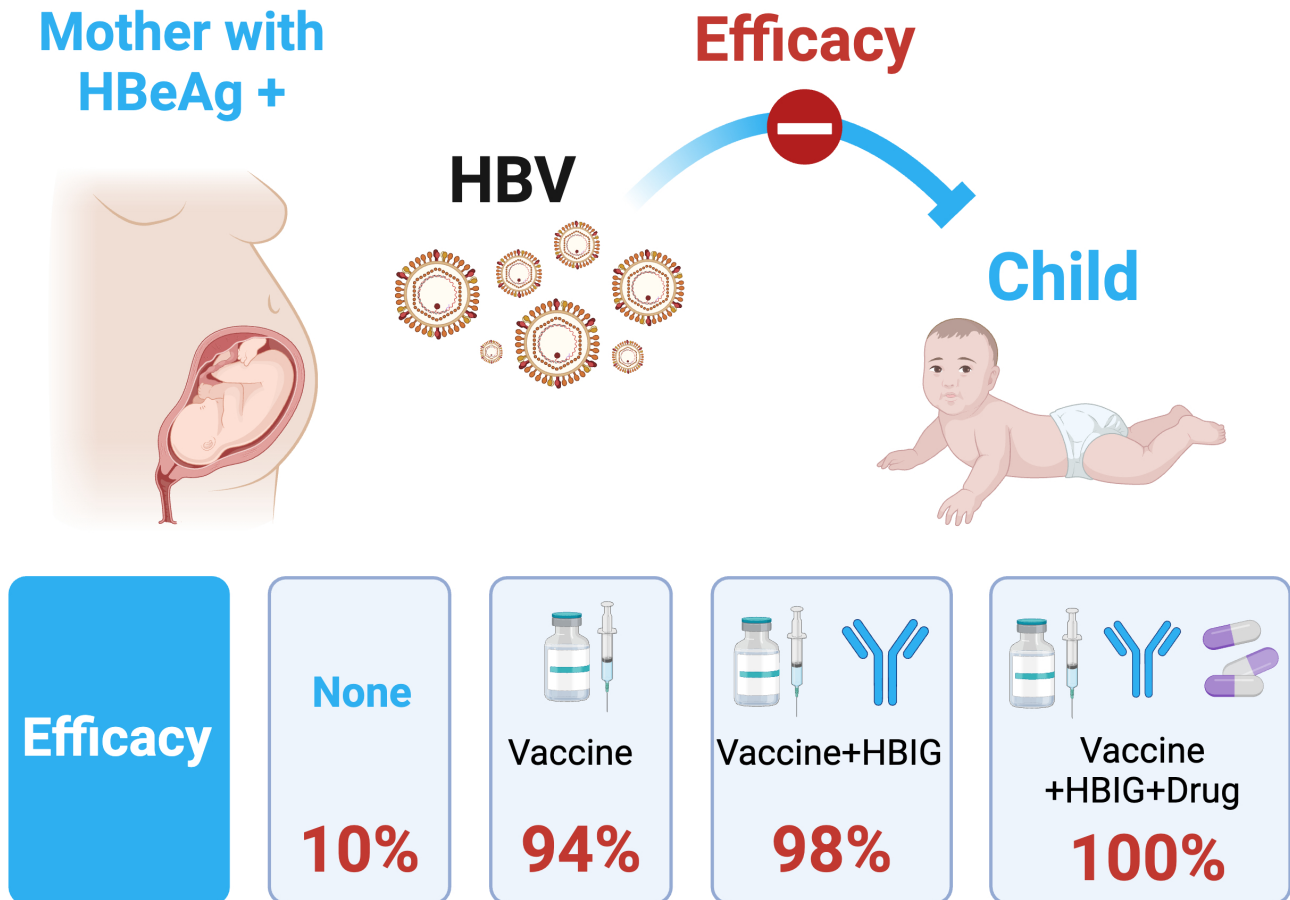 Mother with
HBeAg +
Efficacy
HBV
Child
Efficacy
None
10%
Vaccine
94%
Vaccine+HBIG
98%
Vaccine
+HBIG+Drug
100%